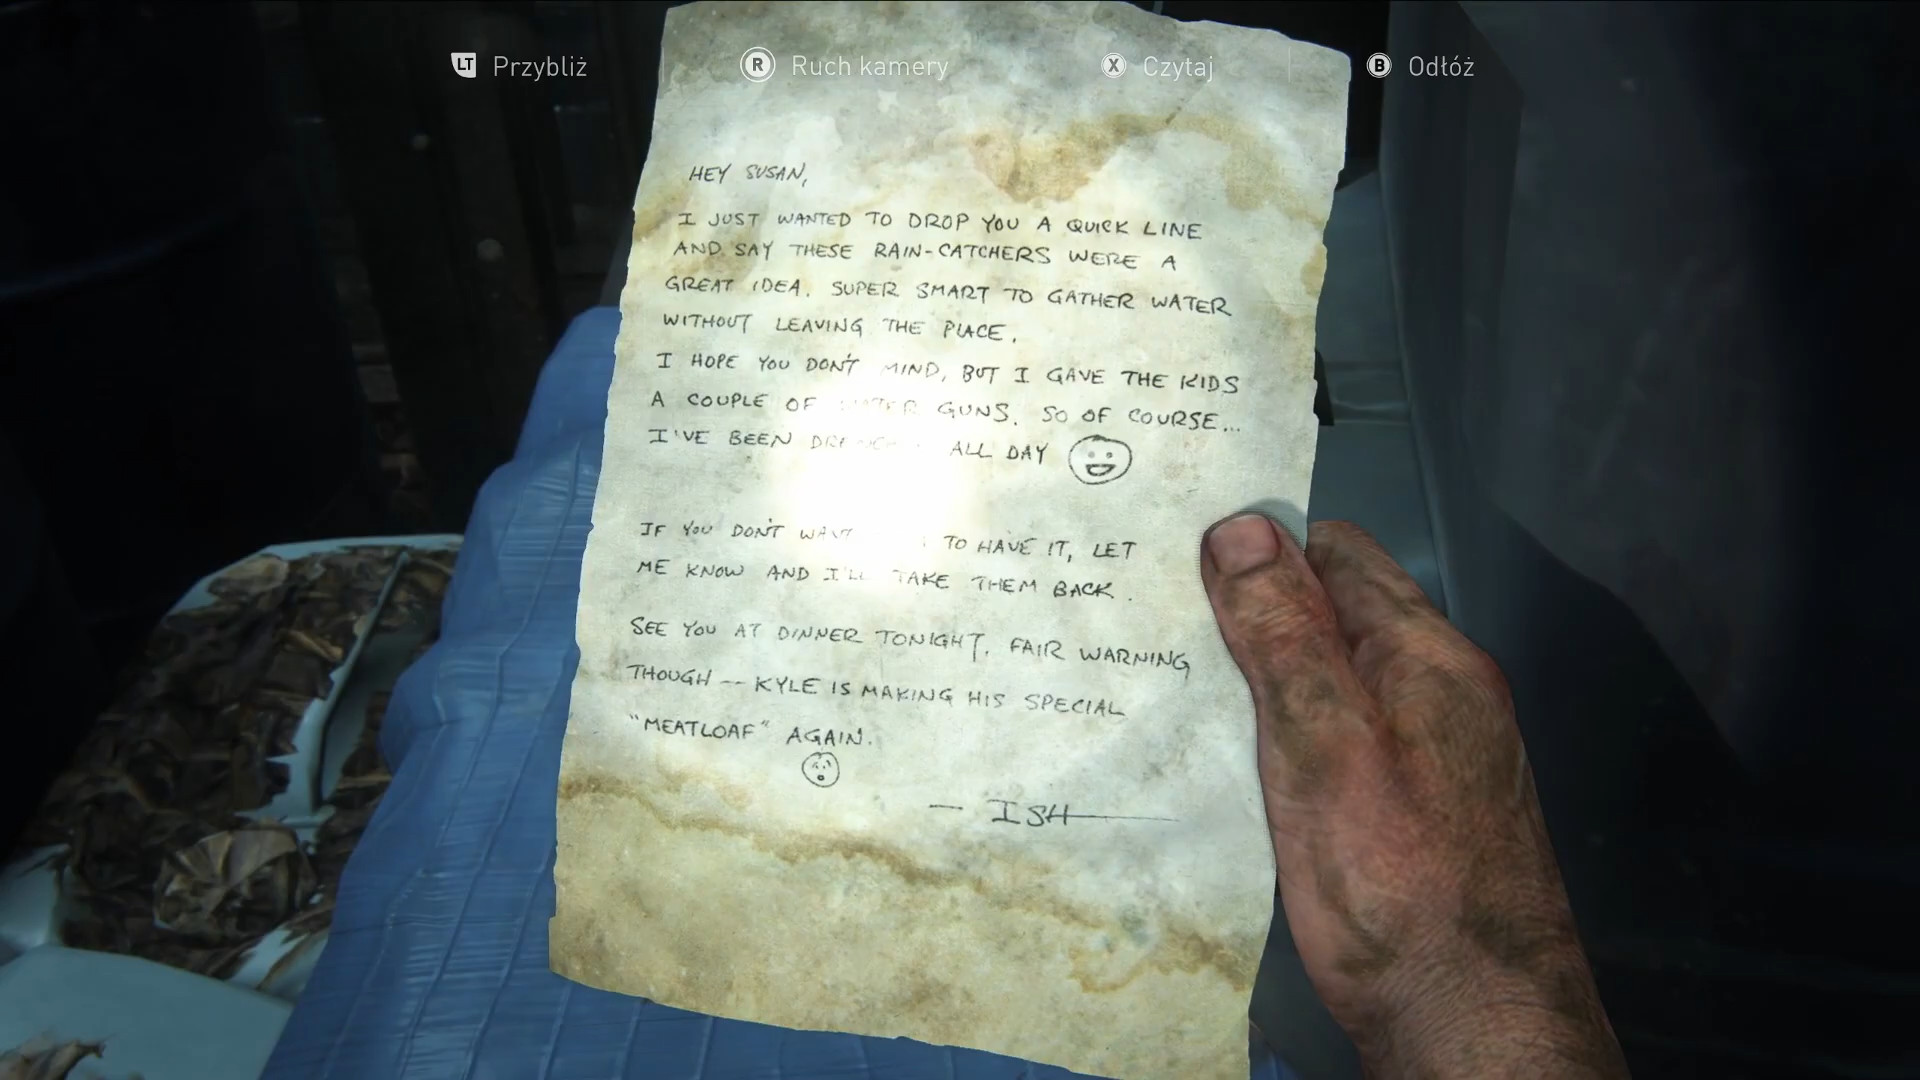 LT Przybliż
R Ruch kamery
X Czytaj
B Odłóż
HEY SUSAN,
I JUST WANTED TO DROP YOU A QUICK LINE
AND SAY THESE RAIN-CATCHERS WERE A
GREAT IDEA. SUPER SMART TO GATHER WATER
WITHOUT LEAVING THE PLACE.
I HOPE YOU DON'T MIND, BUT I GAVE THE KIDS
A COUPLE OF WATER GUNS. SO OF COURSE...
I'VE BEEN ALL DAY
IF YOU DON'T WANT TO HAVE IT, LET
ME KNOW AND I'LL TAKE THEM BACK.
SEE YOU AT DINNER TONIGHT. FAIR WARNING
THOUGH -- KYLE IS MAKING HIS SPECIAL
"MEATLOAF" AGAIN.
— ISH